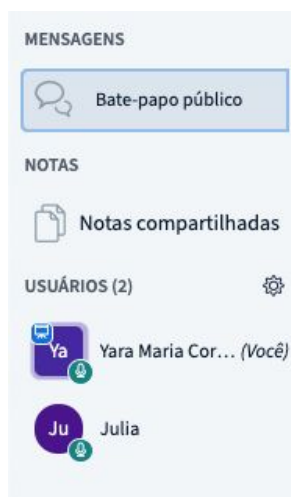 MENSAGENS
Bate-papo público
NOTAS
Notas compartilhadas
USUÁRIOS (2)
Ya Yara Maria Cor... (Você)
Ju Julia